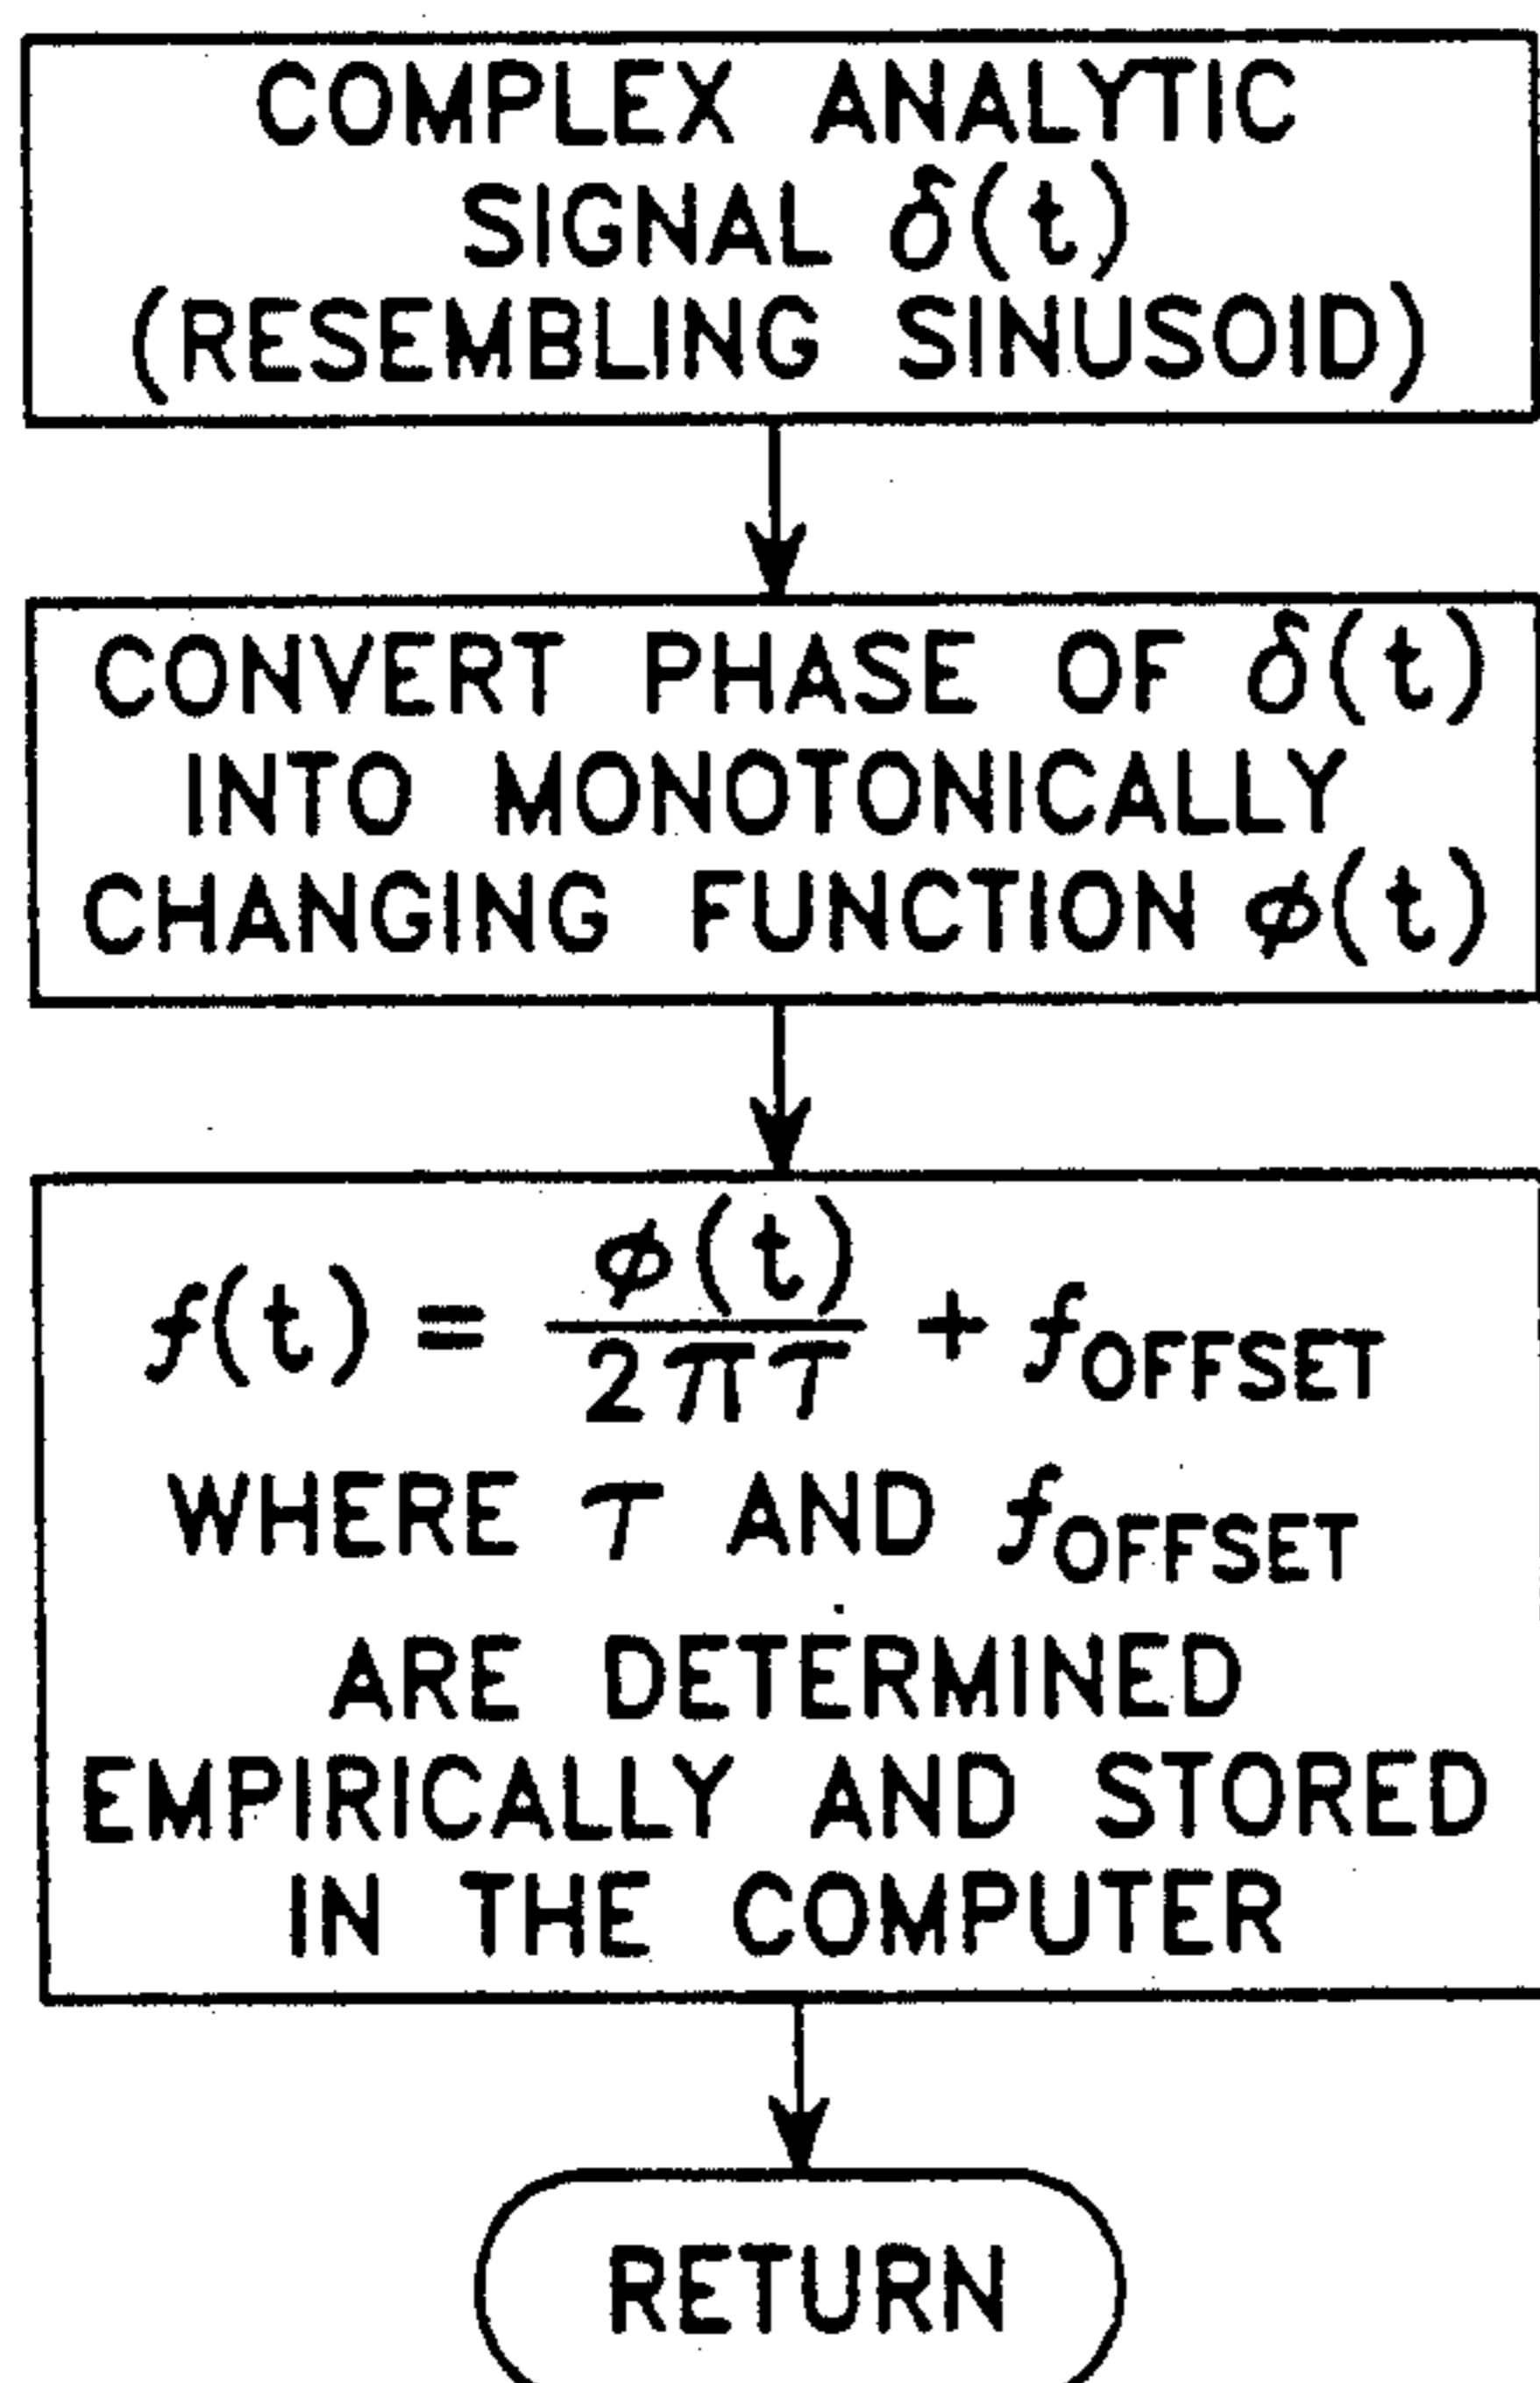 COMPLEX ANALYTIC
SIGNAL δ(t)
(RESEMBLING SINUSOID)
CONVERT PHASE OF δ(t)
INTO MONOTONICALLY
CHANGING FUNCTION ϕ(t)
f(t) = ϕ(t)/2πτ + fOFFSET
WHERE τ AND fOFFSET
ARE DETERMINED
EMPIRICALLY AND STORED
IN THE COMPUTER
RETURN